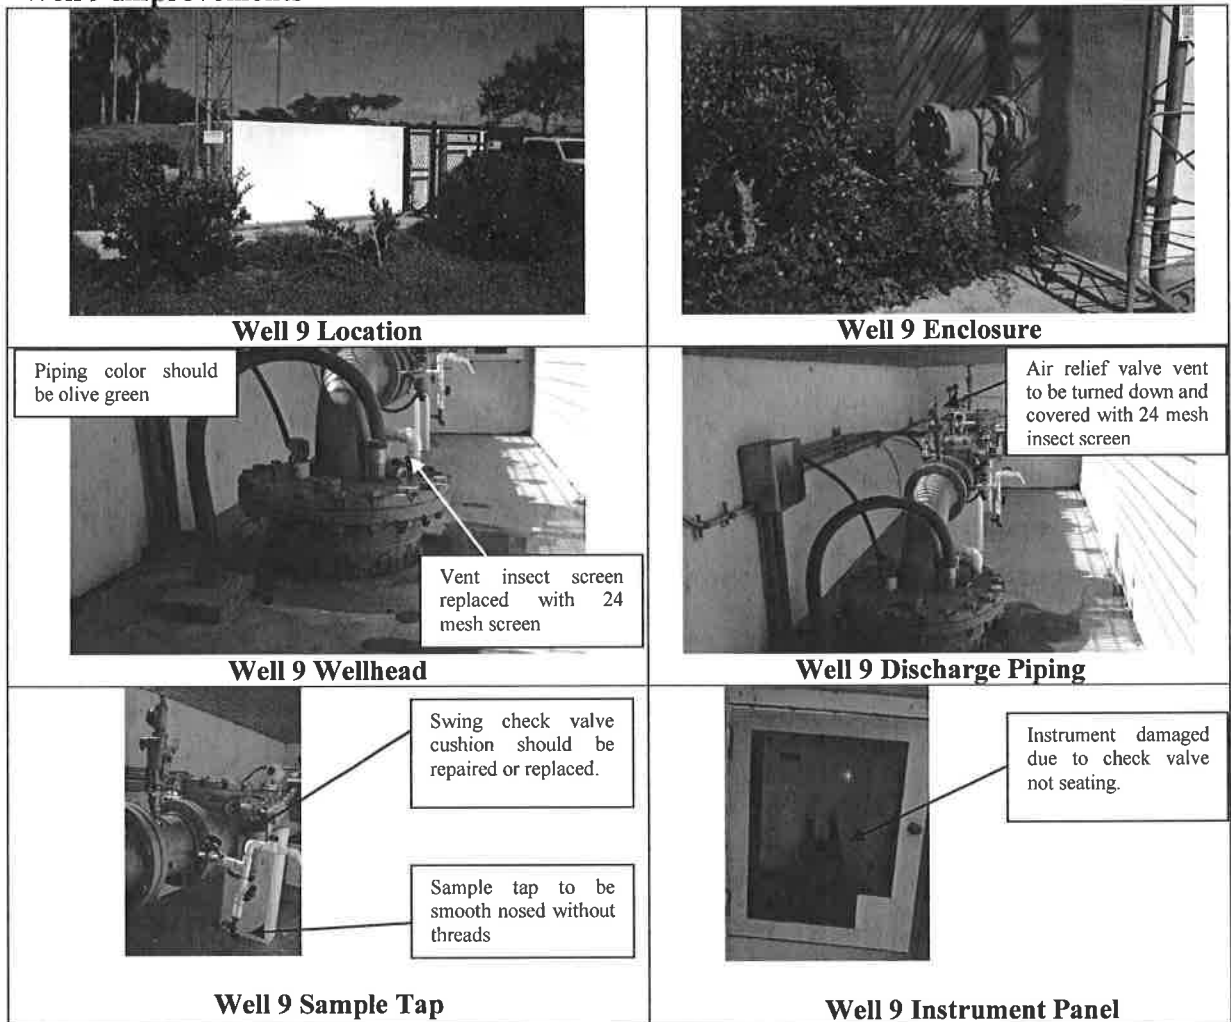 Well 9 Location
Well 9 Enclosure
Piping color should
be olive green
Vent insect screen
replaced with 24
mesh screen
Well 9 Wellhead
Air relief valve vent
to be turned down and
covered with 24 mesh
insect screen
Well 9 Discharge Piping
Swing check valve
cushion should be
repaired or replaced.
Sample tap to be
smooth nosed without
threads
Well 9 Sample Tap
Instrument damaged
due to check valve
not seating.
Well 9 Instrument Panel